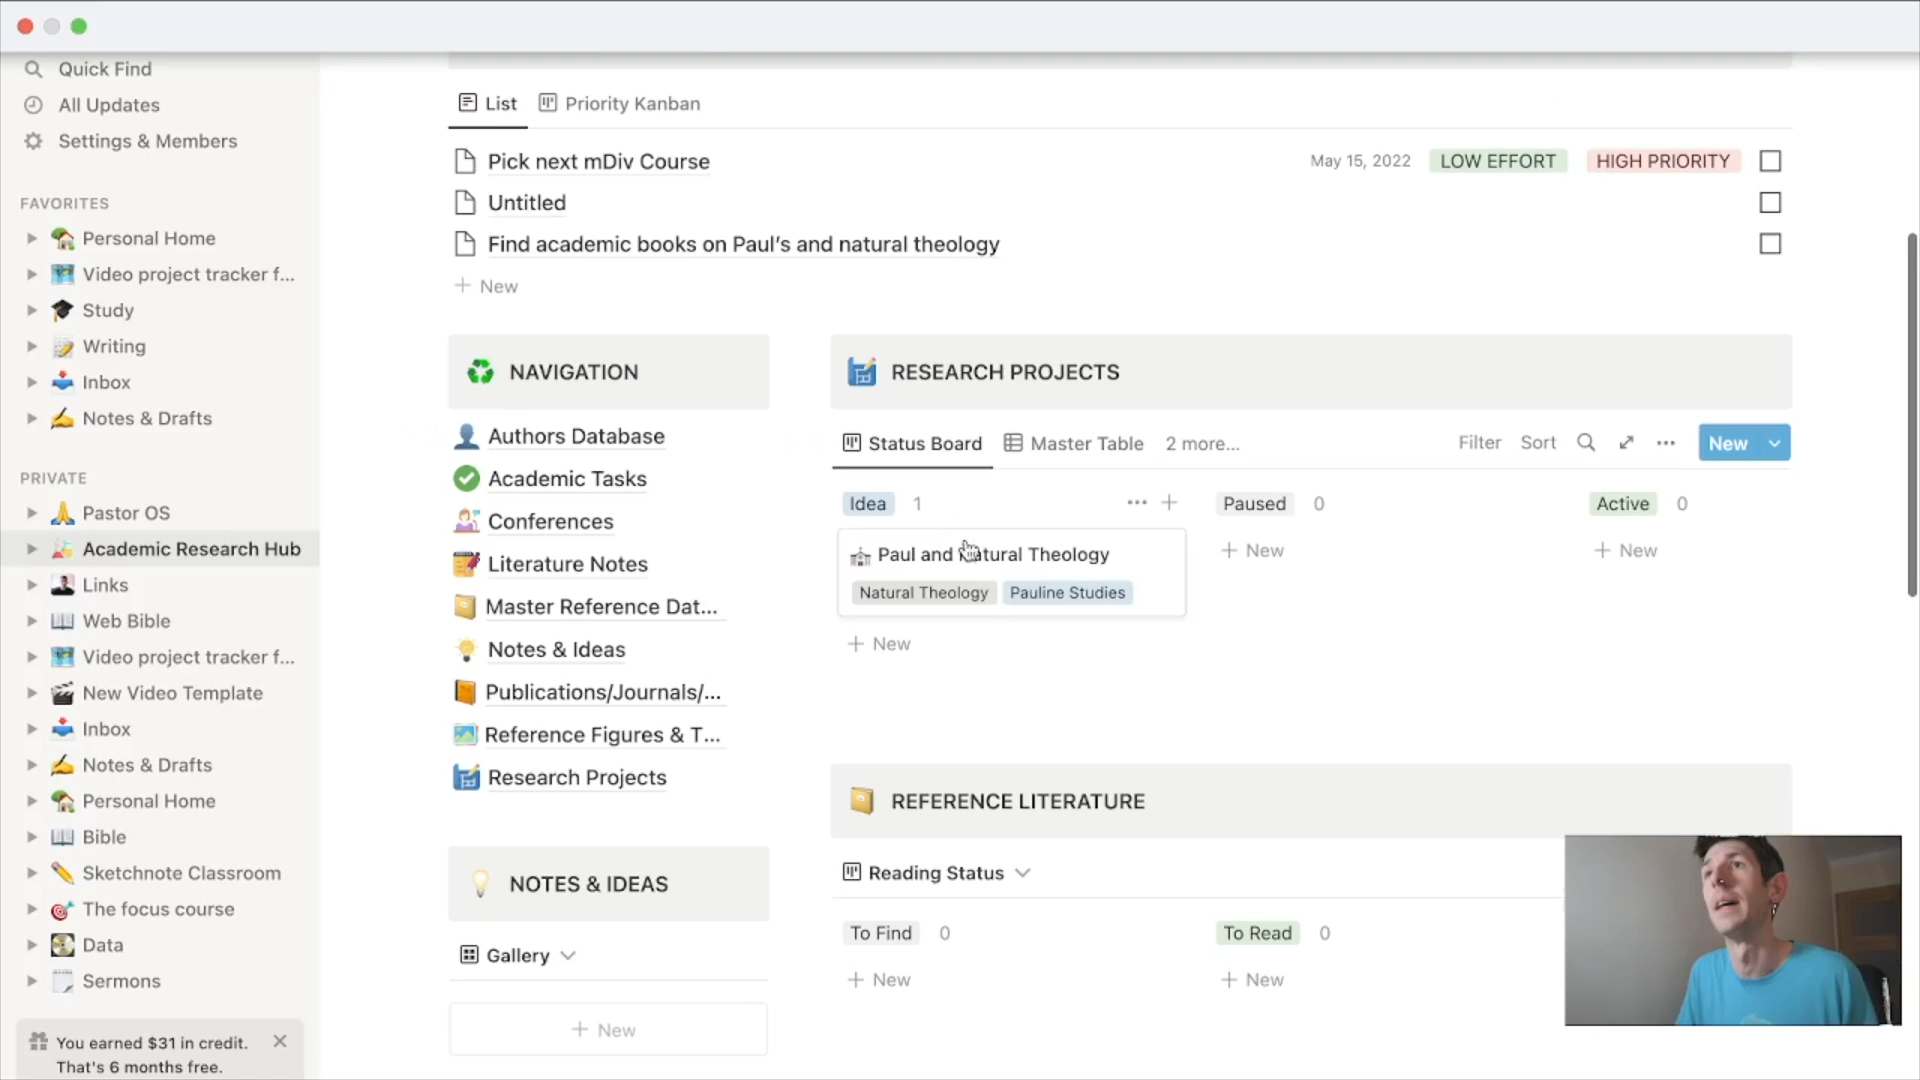 Quick Find
All Updates
Settings & Members
FAVORITES
Personal Home
Video project tracker f...
Study
Writing
Inbox
Notes & Drafts
PRIVATE
Pastor OS
Academic Research Hub
Links
Web Bible
Video project tracker f...
New Video Template
Inbox
Notes & Drafts
Personal Home
Bible
Sketchnote Classroom
The focus course
Data
Sermons
You earned $31 in credit.
That's 6 months free.
List Priority Kanban
Pick next mDiv Course May 15, 2022 LOW EFFORT HIGH PRIORITY
Untitled
Find academic books on Paul's and natural theology
+ New
NAVIGATION
Authors Database
Academic Tasks
Conferences
Literature Notes
Master Reference Dat...
Notes & Ideas
Publications/Journals/...
Reference Figures & T...
Research Projects
NOTES & IDEAS
Gallery
+ New
RESEARCH PROJECTS
Status Board Master Table 2 more... Filter Sort New
Idea 1 Paused 0 Active 0
Paul and Natural Theology
Natural Theology Pauline Studies
+ New
+ New
+ New
REFERENCE LITERATURE
Reading Status
To Find 0 To Read 0
+ New + New